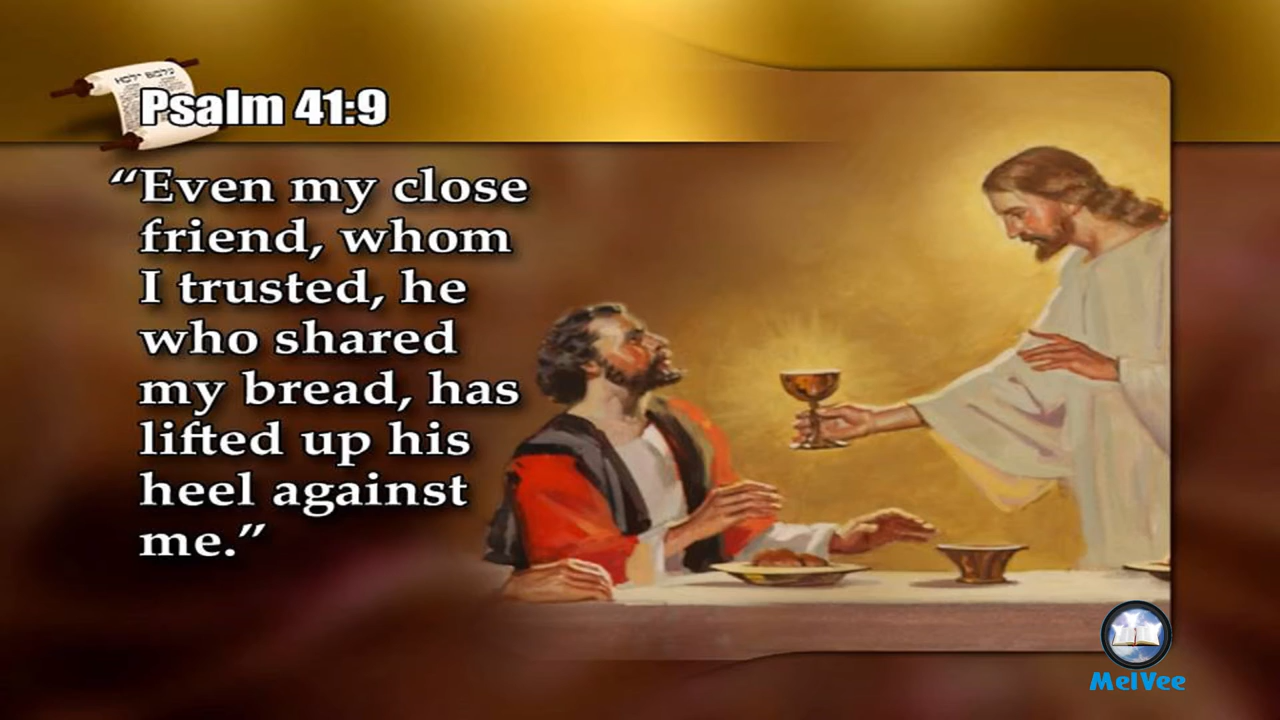 Psalm 41:9
“Even my close
friend, whom
I trusted, he
who shared
my bread, has
lifted up his
heel against
me.”
MelVee